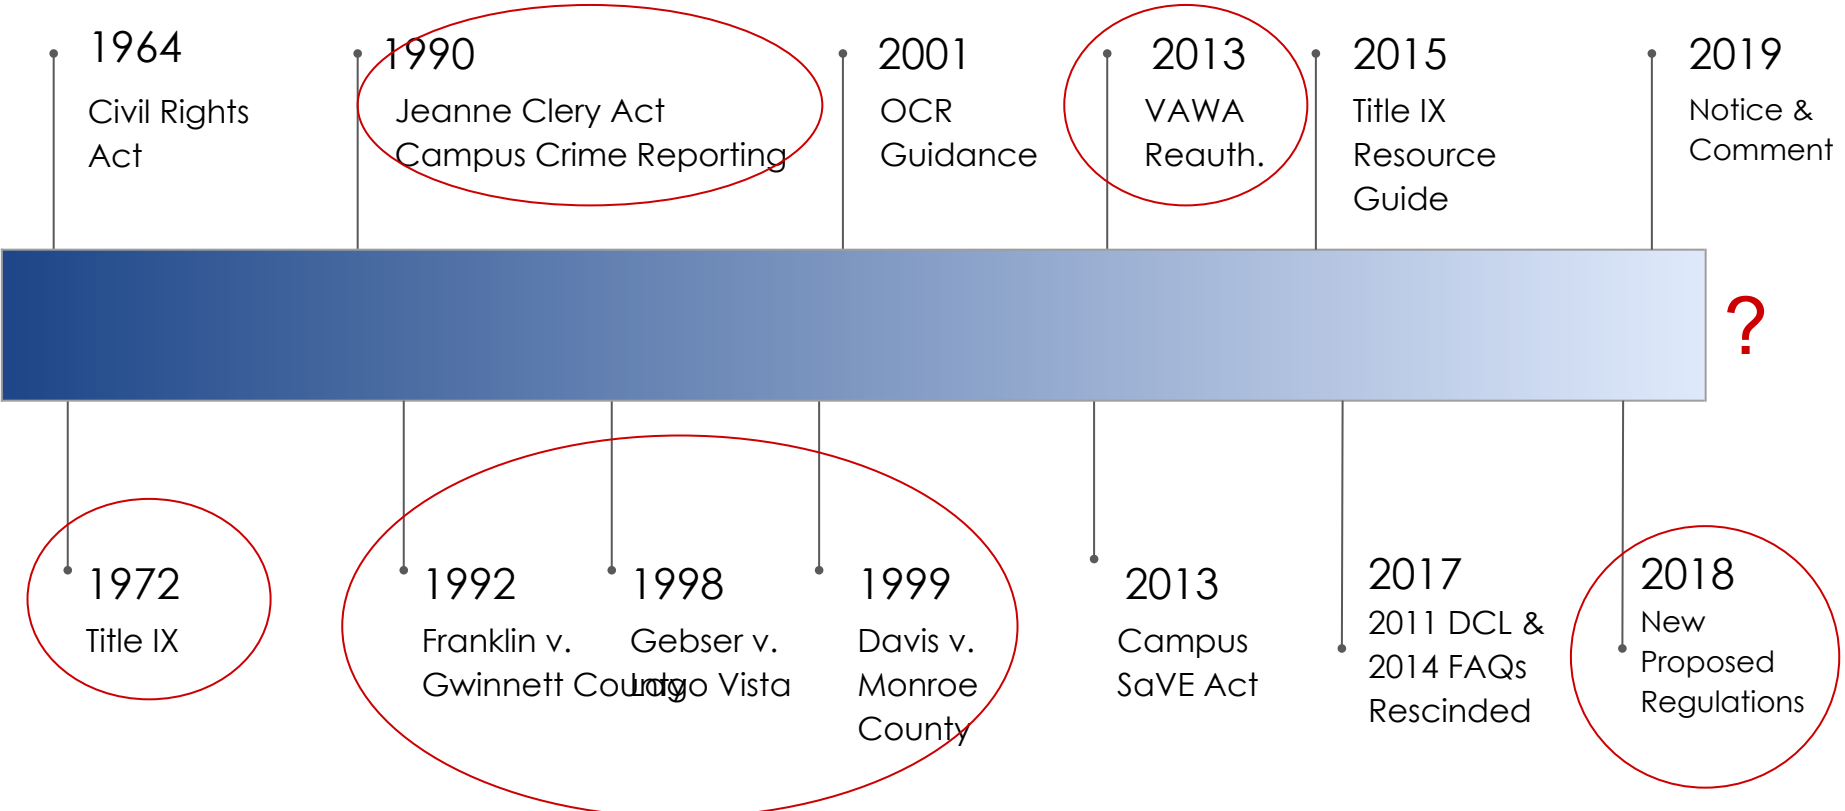 1964
Civil Rights
Act
1990
Jeanne Clery Act
Campus Crime Reporting
2001
OCR
Guidance
2013
VAWA
Reauth.
2015
Title IX
Resource
Guide
2019
Notice &
Comment
?
1972
Title IX
1992
Franklin v.
Gwinnett County
1998
Gebser v.
Lago Vista
1999
Davis v.
Monroe
County
2013
Campus
SaVE Act
2017
2011 DCL &
2014 FAQs
Rescinded
2018
New
Proposed
Regulations